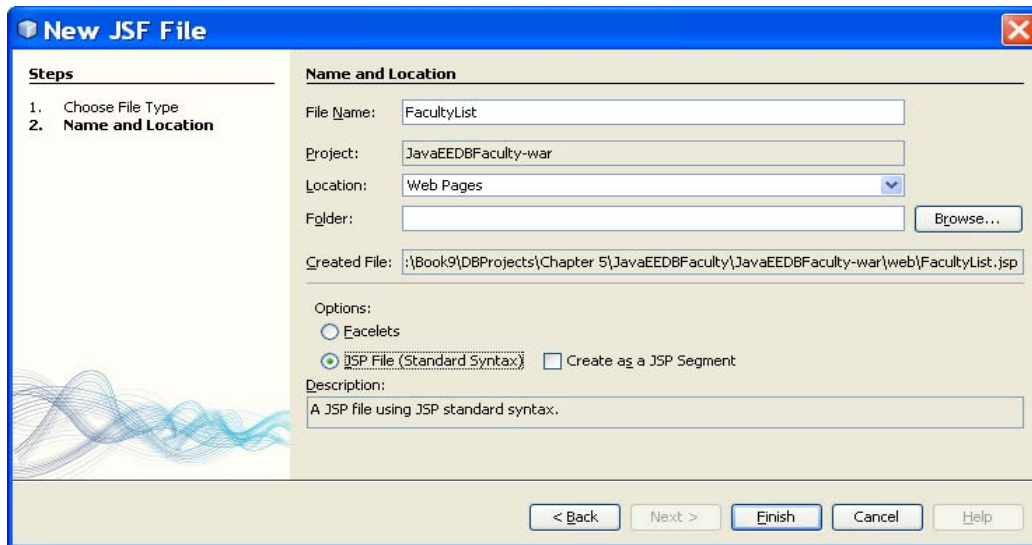 New JSF File
Steps
1. Choose File Type
2. Name and Location
Name and Location
File Name: FacultyList
Project: JavaEEDBFaculty-war
Location: Web Pages
Folder: Browse...
Created File: :\Book9\DBProjects\Chapter 5\JavaEEDBFaculty\JavaEEDBFaculty-war\web\FacultyList.jsp
Options:
Facelets
JSP File (Standard Syntax) Create as a JSP Segment
Description:
A JSP file using JSP standard syntax.
< Back Next > Finish Cancel Help